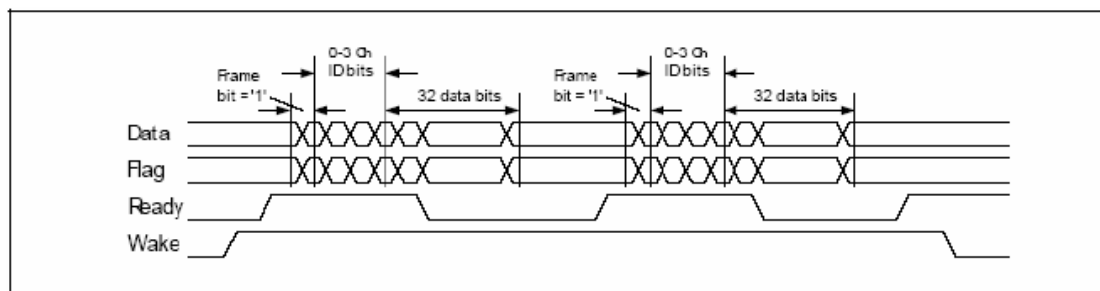 0-3 Ch
ID bits
Frame
bit = '1'
32 data bits
0-3 Ch
ID bits
Frame
bit = '1'
32 data bits
Data
Flag
Ready
Wake